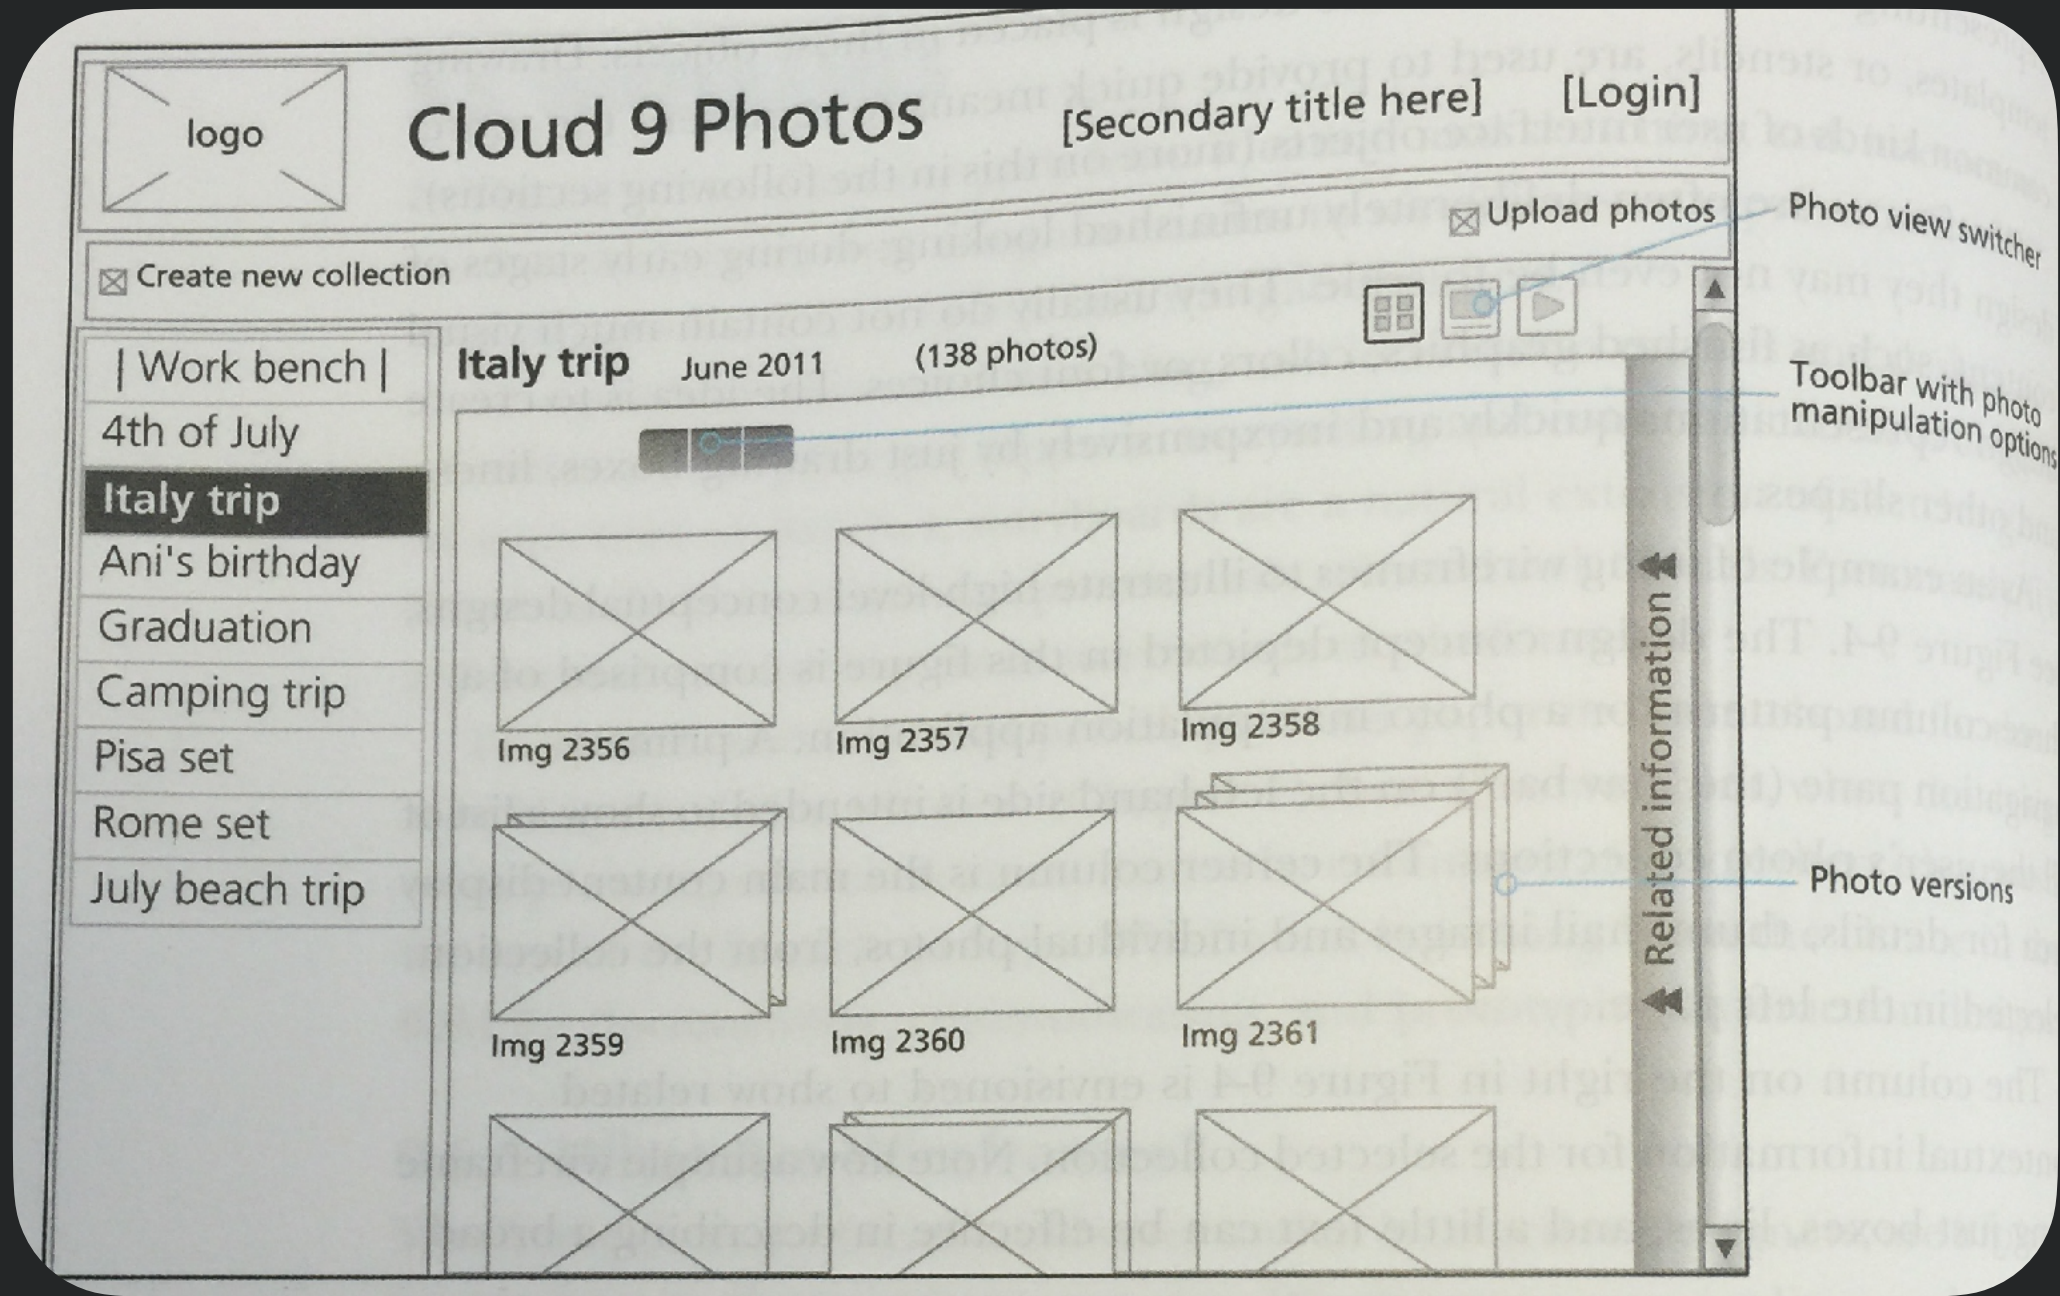 logo
Cloud 9 Photos
[Secondary title here]
[Login]
Create new collection
Upload photos
Photo view switcher
| Work bench |
4th of July
Italy trip
Ani's birthday
Graduation
Camping trip
Pisa set
Rome set
July beach trip
Italy trip June 2011 (138 photos)
Toolbar with photo
manipulation options
Img 2356
Img 2357
Img 2358
Img 2359
Img 2360
Img 2361
Related information
Photo versions